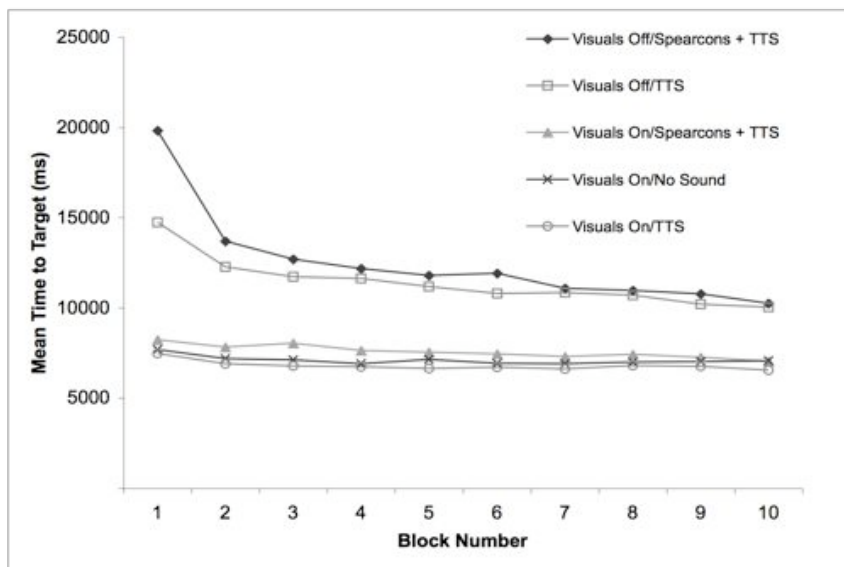 25000
20000
15000
10000
5000
Mean Time to Target (ms)
Visuals Off/Spearcons + TTS
Visuals Off/TTS
Visuals On/Spearcons + TTS
Visuals On/No Sound
Visuals On/TTS
1 2 3 4 5 6 7 8 9 10
Block Number